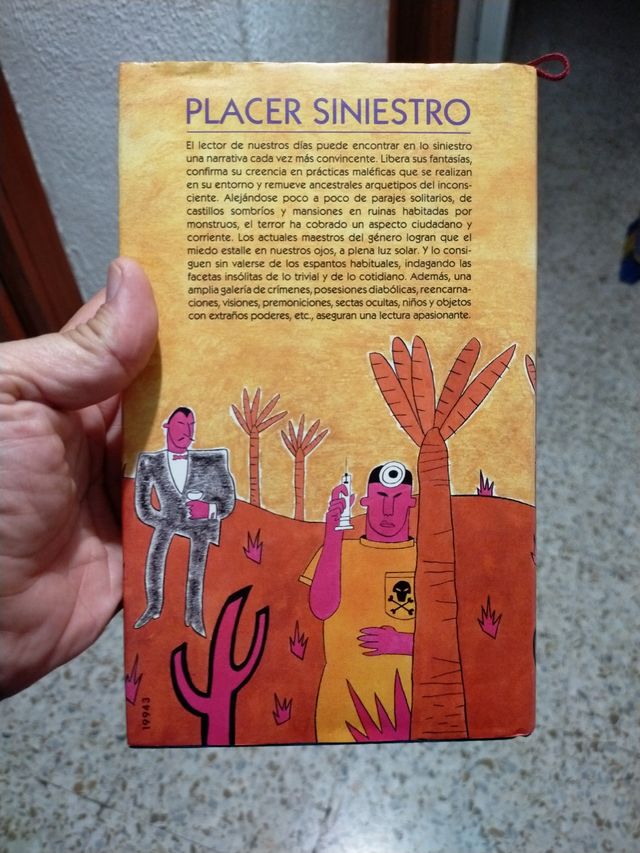 PLACER SINIESTRO
El lector de nuestros días puede encontrar en lo siniestro
una narrativa cada vez más convincente. Libera sus fantasías,
confirma su creencia en prácticas maléficas que se realizan
en su entorno y remueve ancestrales arquetipos del incons-
ciente. Alejándose poco a poco de parajes solitarios, de
castillos sombríos y mansiones en ruinas habitadas por
monstruos, el terror ha cobrado un aspecto ciudadano y
corriente. Los actuales maestros del género logran que el
miedo estalle en nuestros ojos, a plena luz solar. Y lo consi-
guen sin valerse de los espantos habituales, indagando las
facetas insólitas de lo trivial y de lo cotidiano. Además, una
amplia galería de crímenes, posesiones diabólicas, reencarna-
ciones, visiones, premoniciones, sectas ocultas, niños y objetos
con extraños poderes, etc., aseguran una lectura apasionante.
19943